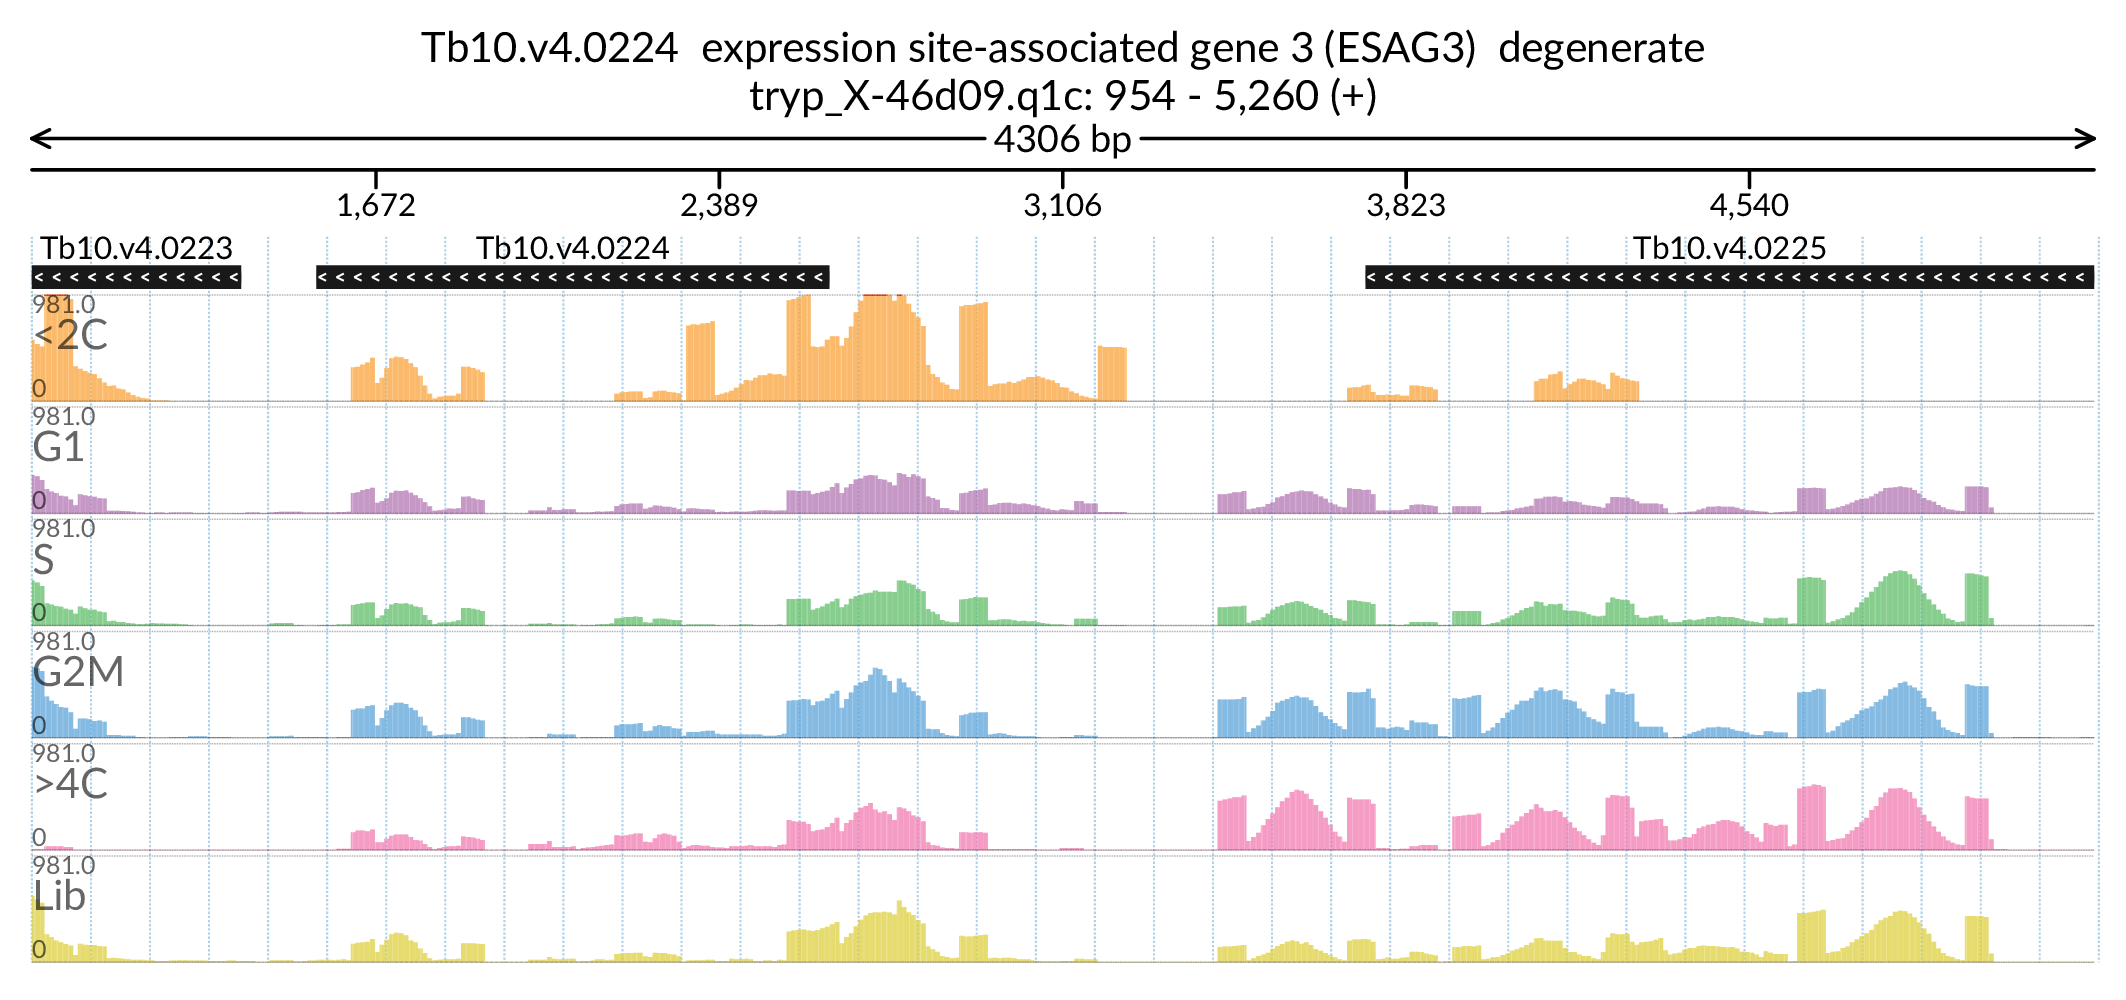 Tb10.v4.0224 expression site-associated gene 3 (ESAG3) degenerate
tryp_X-46d09.q1c: 954 - 5,260 (+)
4306 bp
1,672 2,389 3,106 3,823 4,540
Tb10.v4.0223 Tb10.v4.0224 Tb10.v4.0225
981.0
<2C
0
981.0
G1
0
981.0
S
0
981.0
G2M
0
981.0
>4C
0
981.0
Lib
0